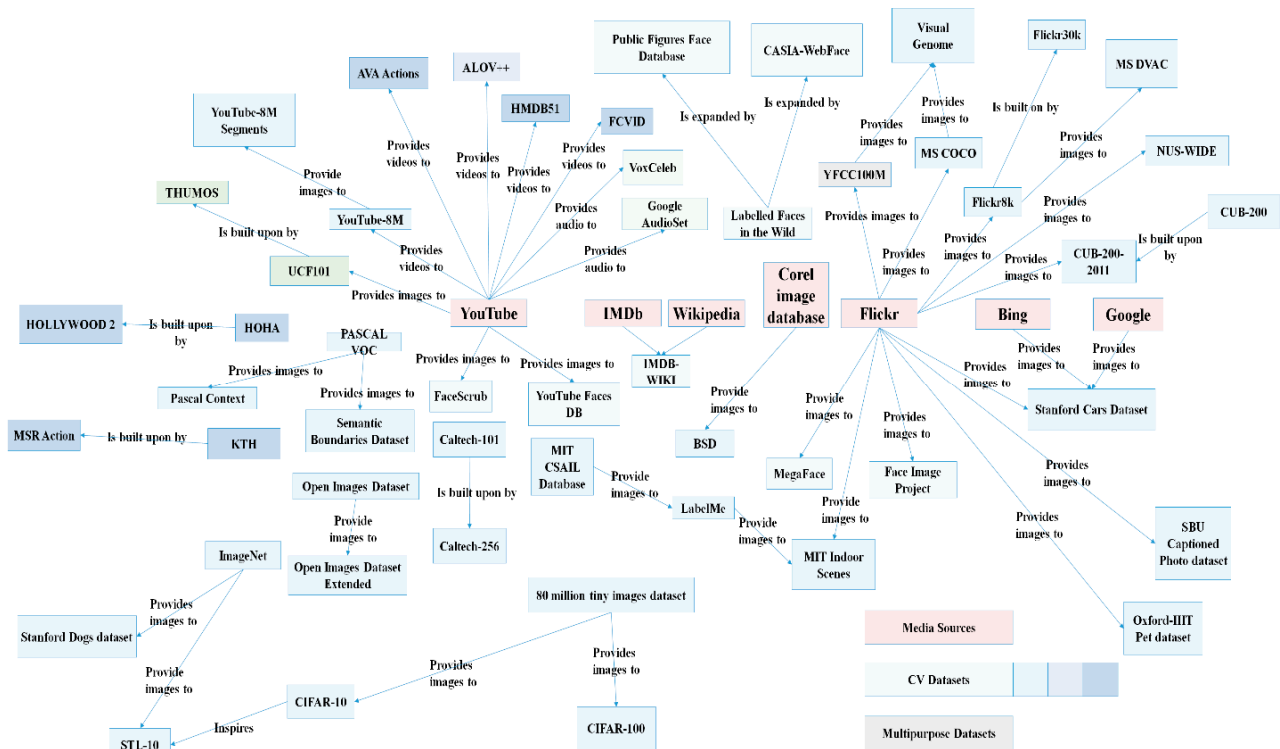 Visual
Genome
Flickr30k
Public Figures Face
Database
CASIA-WebFace
MS DVAC
ALOV++
AVA Actions
HMDB51
FCVID
YouTube-8M
Segments
Is expanded by
Is expanded by
Provides
images to
Provides
images to
Is built on by
Provides
images to
Provides
videos to
Provides
videos to
Provides
videos to
Provides
videos to
MS COCO
NUS-WIDE
VoxCeleb
YFCC100M
Provide
images to
THUMOS
Flickr8k
Google
AudioSet
Labelled Faces
in the Wild
CUB-200
YouTube-8M
Provides
audio to
Provides images to
Provides
images to
Is built upon by
Provides
images to
Is built upon
by
Provides
videos to
Provides
audio to
Provides
images to
CUB-200-
2011
Provides
images to
UCF101
Provides images to
Corel
image
database
YouTube
IMDb
Wikipedia
Flickr
Bing
Google
HOLLYWOOD 2
Is built upon
by
HOHA
PASCAL
VOC
Provides images to
Provides
images to
Provides images to
IMDB-
WIKI
Provides
images to
Provides
images to
Provides
images to
Pascal Context
Provides images to
FaceScrub
YouTube Faces
DB
Provide
images to
Stanford Cars Dataset
Semantic
Boundaries Dataset
Provide
images to
Provides
images to
MSR Action
Is built upon by
KTH
Caltech-101
BSD
MIT
CSAIL
Database
MegaFace
Face Image
Project
Provides
images to
Open Images Dataset
Is built upon by
Provide
images to
LabelMe
Provide
images to
Provide
images to
Provides
images to
Provides
images to
Caltech-256
MIT Indoor
Scenes
SBU
Captioned
Photo dataset
ImageNet
Open Images Dataset
Extended
80 million tiny images dataset
Provides
images to
Stanford Dogs dataset
Media Sources
Oxford-IIIT
Pet dataset
Provide
images to
Provides
images to
Provides
images to
CV Datasets
CIFAR-10
Inspires
STL-10
CIFAR-100
Multipurpose Datasets